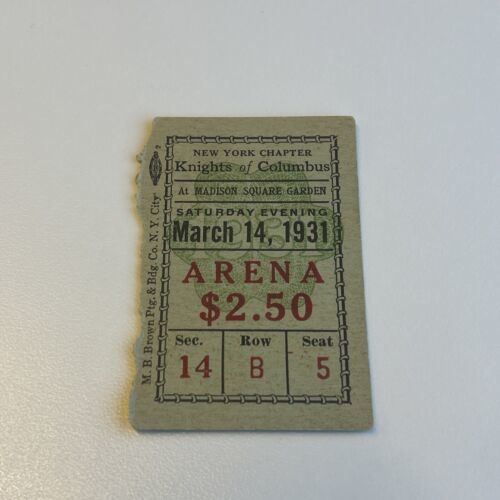 NEW YORK CHAPTER
Knights of Columbus
At MADISON SQUARE GARDEN
SATURDAY EVENING
March 14, 1931
ARENA
$2.50
Sec. Row Seat
14 B 5
M. B. Brown Ptg. & Bdg. Co. N. Y. City
2